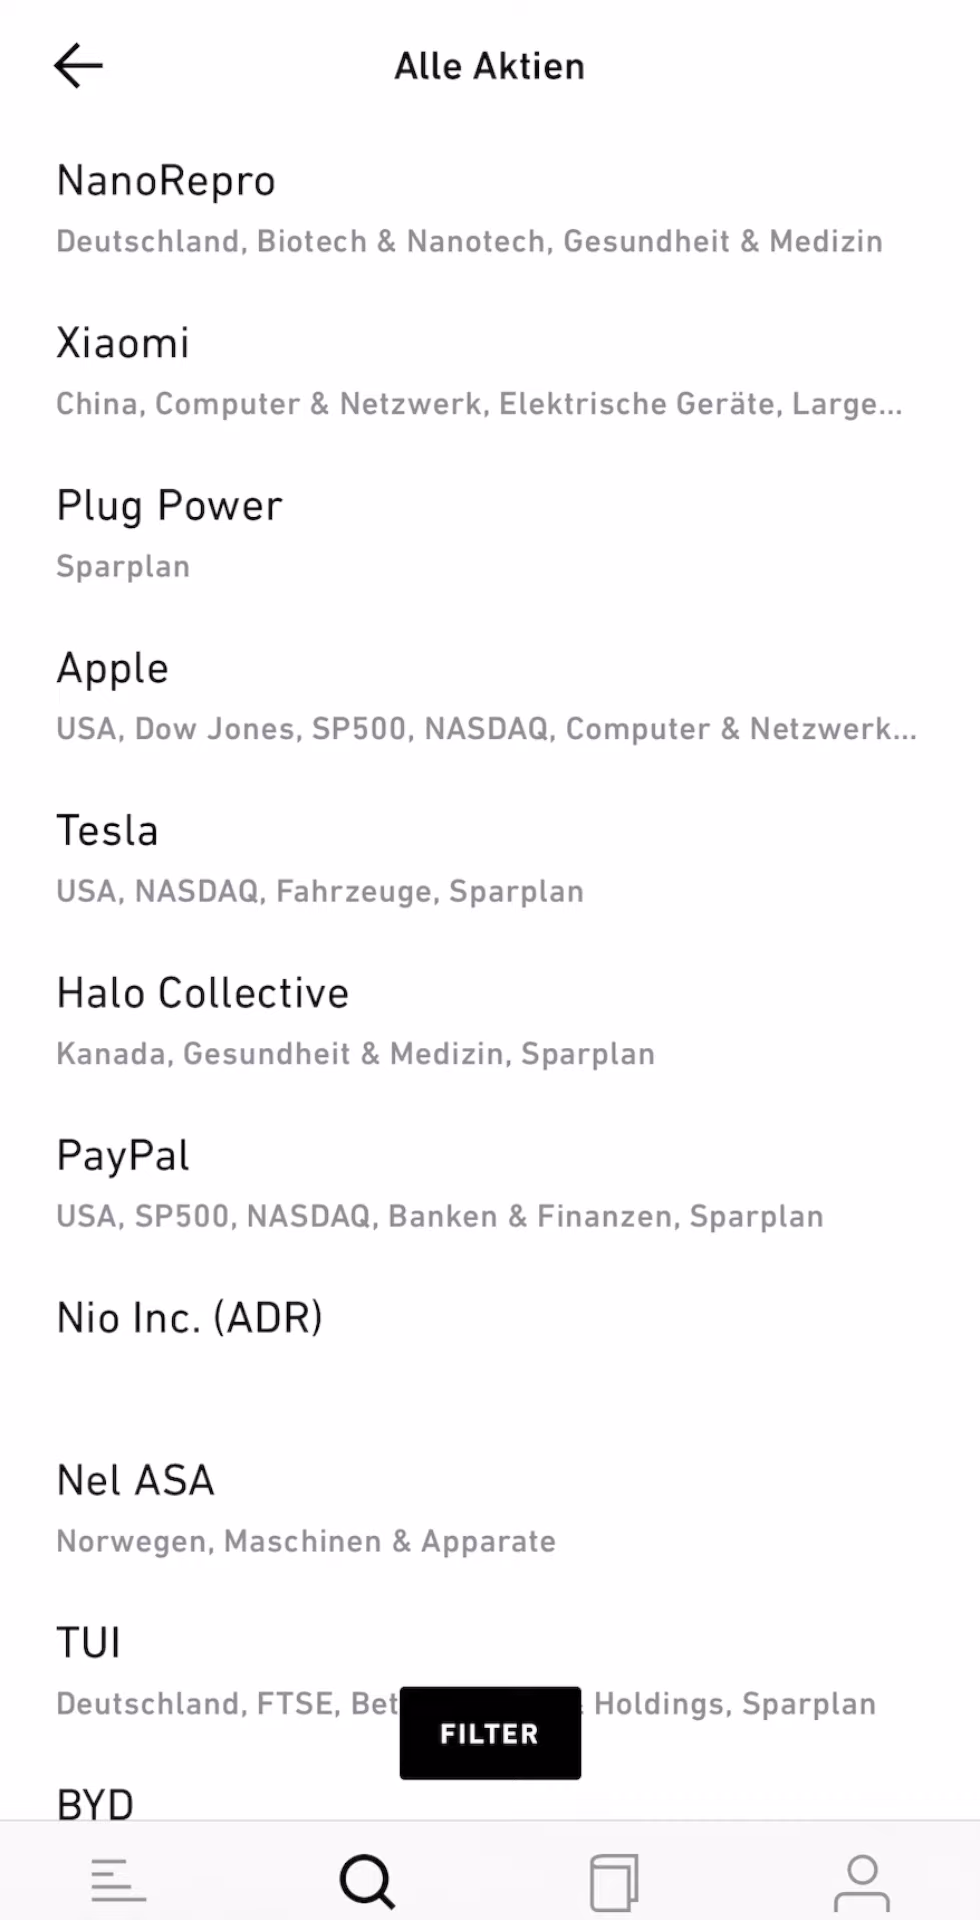 Alle Aktien
NanoRepro
Deutschland, Biotech & Nanotech, Gesundheit & Medizin
Xiaomi
China, Computer & Netzwerk, Elektrische Geräte, Large...
Plug Power
Sparplan
Apple
USA, Dow Jones, SP500, NASDAQ, Computer & Netzwerk...
Tesla
USA, NASDAQ, Fahrzeuge, Sparplan
Halo Collective
Kanada, Gesundheit & Medizin, Sparplan
PayPal
USA, SP500, NASDAQ, Banken & Finanzen, Sparplan
Nio Inc. (ADR)
Nel ASA
Norwegen, Maschinen & Apparate
TUI
Deutschland, FTSE, Holdings, Sparplan
FILTER
BYD